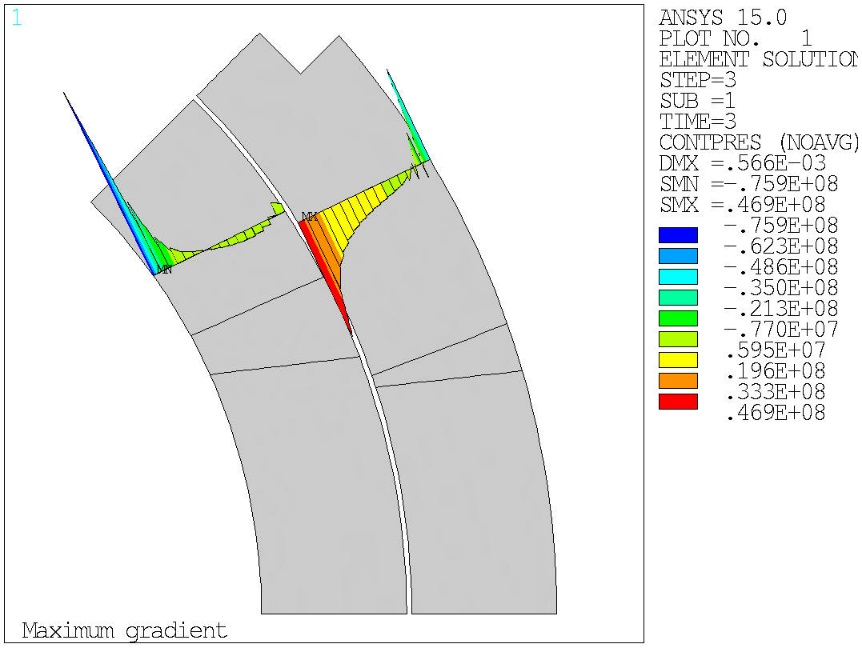 1
ANSYS 15.0
PLOT NO. 1
ELEMENT SOLUTION
STEP=3
SUB =1
TIME=3
CONTPRES (NOAVG)
DMX =.566E-03
SMN =-.759E+08
SMX =.469E+08
-.759E+08
-.623E+08
-.486E+08
-.350E+08
-.213E+08
-.770E+07
.595E+07
.196E+08
.333E+08
.469E+08
MX
MN
Maximum gradient